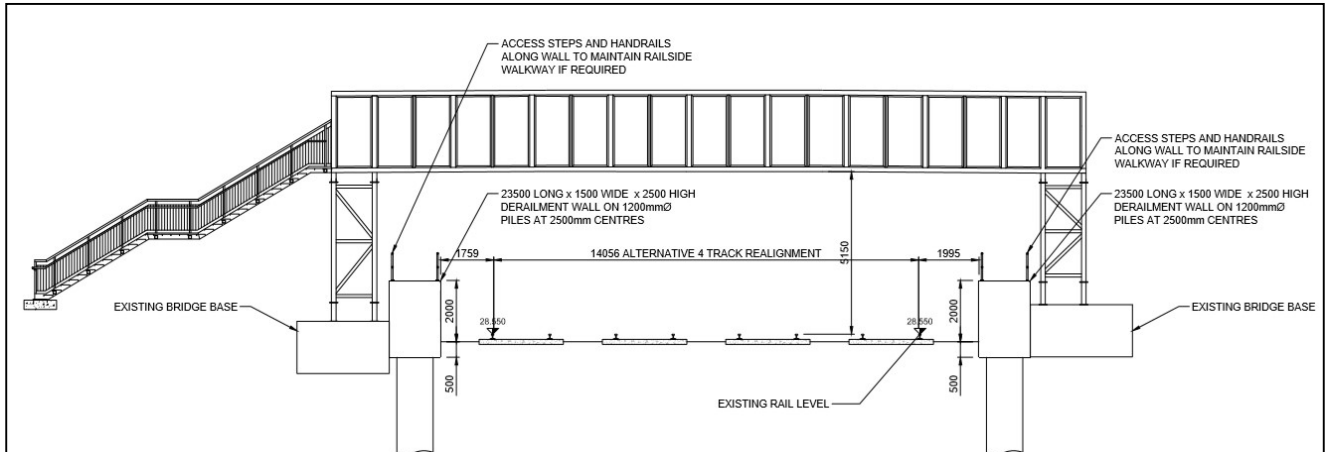 ACCESS STEPS AND HANDRAILS
ALONG WALL TO MAINTAIN RAILSIDE
WALKWAY IF REQUIRED
ACCESS STEPS AND HANDRAILS
ALONG WALL TO MAINTAIN RAILSIDE
WALKWAY IF REQUIRED
23500 LONG x 1500 WIDE x 2500 HIGH
DERAILMENT WALL ON 1200mmØ
PILES AT 2500mm CENTRES
23500 LONG x 1500 WIDE x 2500 HIGH
DERAILMENT WALL ON 1200mmØ
PILES AT 2500mm CENTRES
1759
14056 ALTERNATIVE 4 TRACK REALIGNMENT
5150
1995
EXISTING BRIDGE BASE
2000
28.550
28.550
2000
EXISTING BRIDGE BASE
500
500
EXISTING RAIL LEVEL